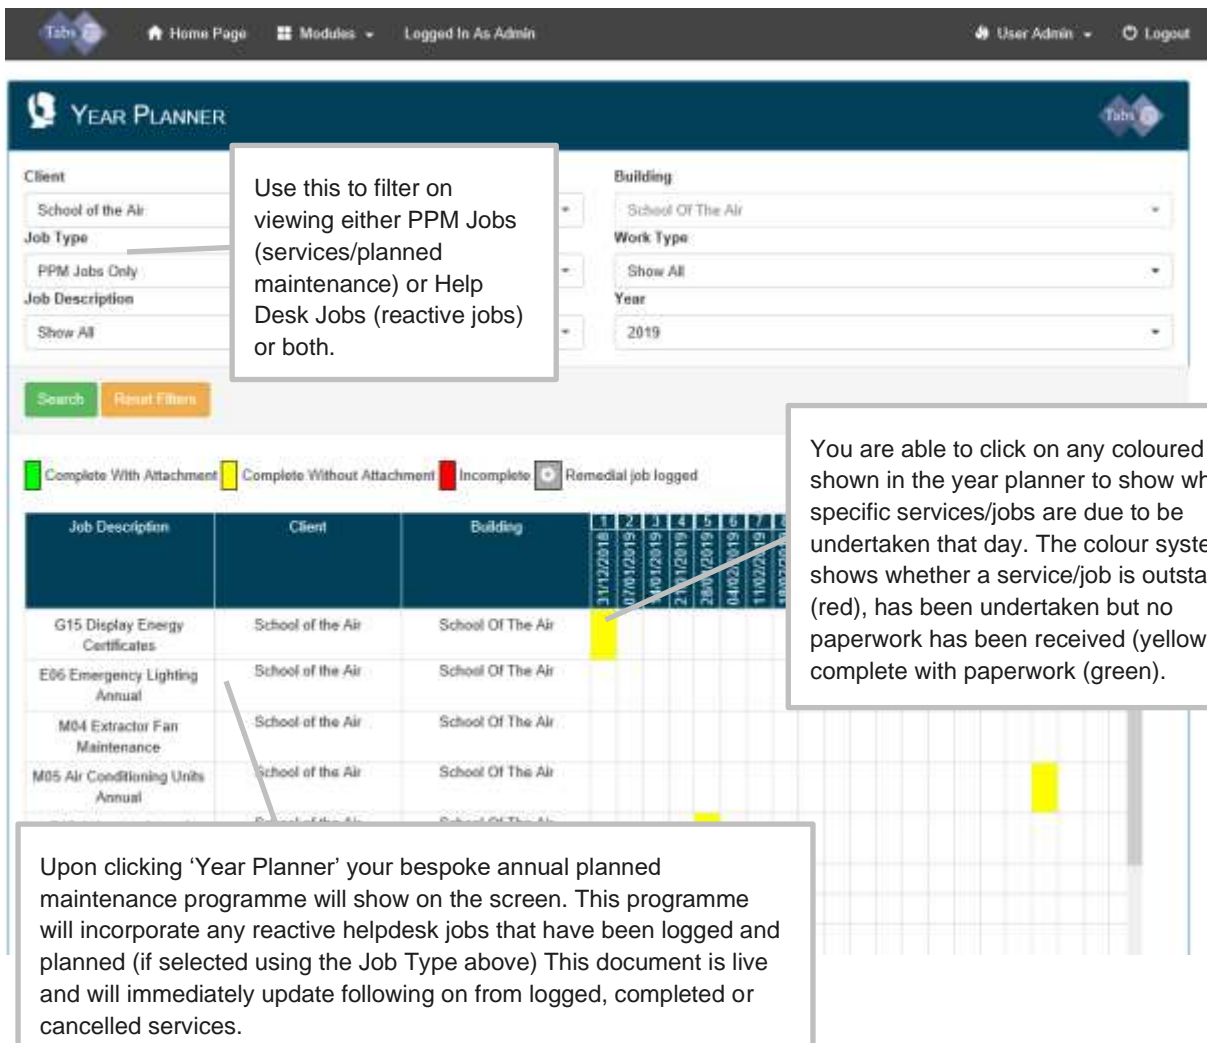 Tabs
Home Page
Modules
Logged In As Admin
User Admin
Logout
YEAR PLANNER
Tabs
Client
School of the Air
Building
School Of The Air
Job Type
PPM Jobs Only
Work Type
Show All
Job Description
Show All
Year
2019
Use this to filter on
viewing either PPM Jobs
(services/planned
maintenance) or Help
Desk Jobs (reactive jobs)
or both.
Search
Reset Filters
Complete With Attachment
Complete Without Attachment
Incomplete
Remedial job logged
You are able to click on any coloured
shown in the year planner to show
specific services/jobs are due to be
undertaken that day. The colour
shows whether a service/job is
(red), has been undertaken but no
paperwork has been received (yellow
complete with paperwork (green).
Job Description
Client
Building
1 2 3 4 5 6 7
31/12/2018
07/01/2019
14/01/2019
21/01/2019
28/01/2019
04/02/2019
11/02/2019
G15 Display Energy
Certificates
School of the Air
School Of The Air
E06 Emergency Lighting
Annual
School of the Air
School Of The Air
M04 Extractor Fan
Maintenance
School of the Air
School Of The Air
M05 Air Conditioning Units
Annual
School of the Air
School Of The Air
Upon clicking ‘Year Planner’ your bespoke annual planned
maintenance programme will show on the screen. This programme
will incorporate any reactive helpdesk jobs that have been logged and
planned (if selected using the Job Type above) This document is live
and will immediately update following on from logged, completed or
cancelled services.